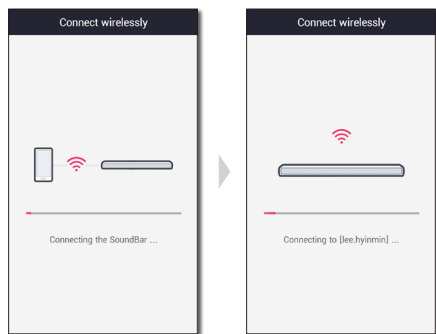 Connect wirelessly
Connecting the SoundBar ...
Connect wirelessly
Connecting to [lee.hyinmin] ...